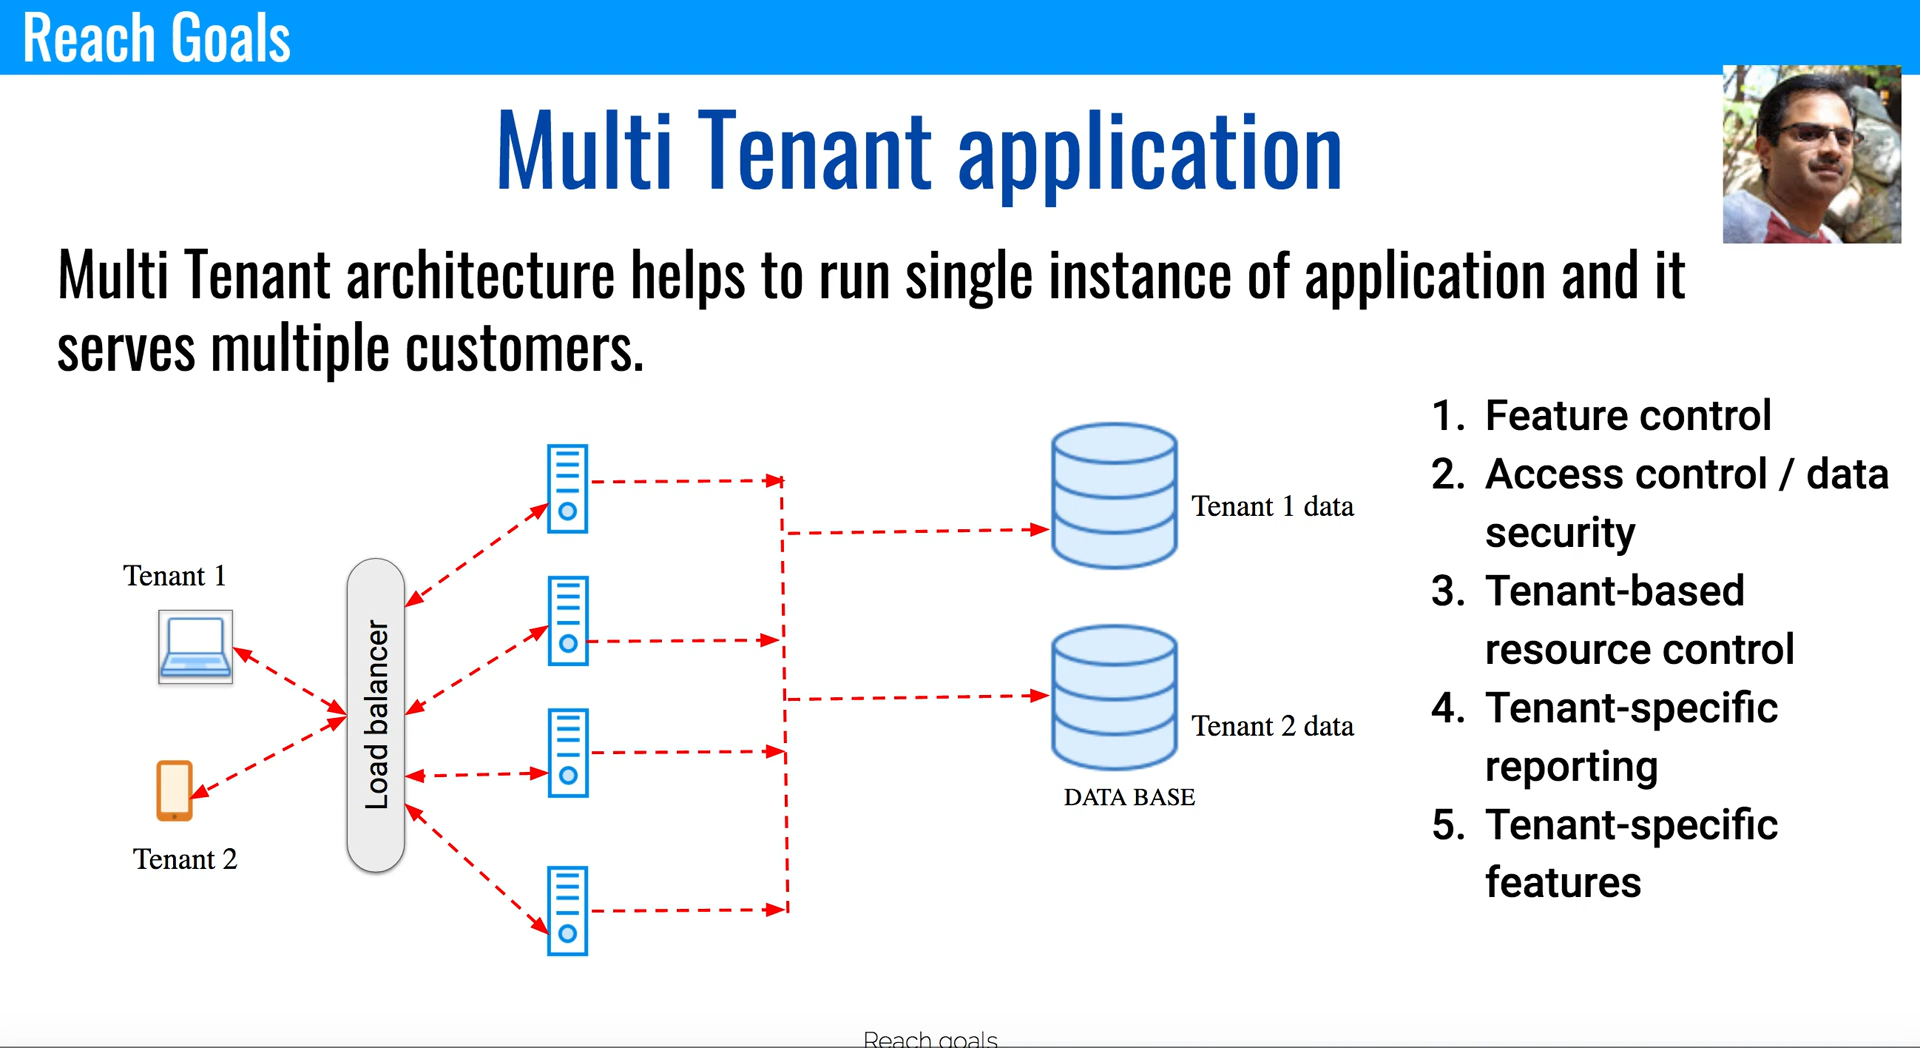 Reach Goals
Multi Tenant application
Multi Tenant architecture helps to run single instance of application and it
serves multiple customers.
Tenant 1
Tenant 2
Load balancer
Tenant 1 data
Tenant 2 data
DATA BASE
1. Feature control
2. Access control / data
security
3. Tenant-based
resource control
4. Tenant-specific
reporting
5. Tenant-specific
features
Reach goals